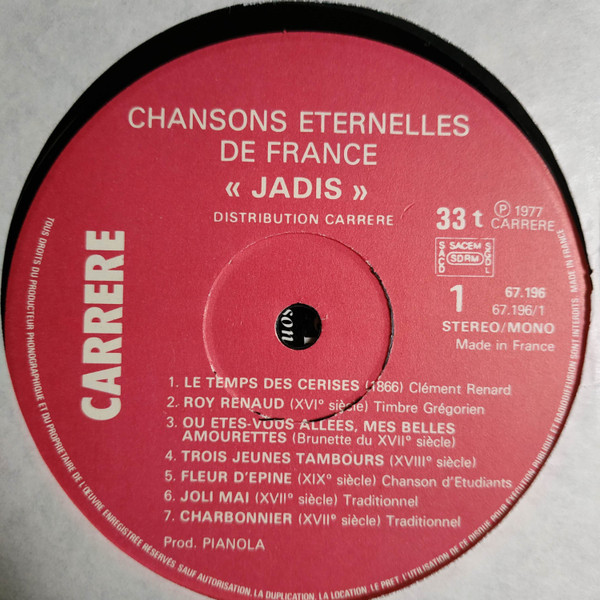 CHANSONS ETERNELLES
DE FRANCE
« JADIS »
DISTRIBUTION CARRERE
33 t
Ⓟ 1977
CARRERE
SACD
SACEM
SDRM
SGDL
1
67.196
67.196/1
STEREO/MONO
Made in France
CARRERE
1. LE TEMPS DES CERISES (1866) Clément Renard
2. ROY RENAUD (XVIᵉ siècle) Timbre Grégorien
3. OU ETES-VOUS ALLEES, MES BELLES
AMOURETTES (Brunette du XVIIᵉ siècle)
4. TROIS JEUNES TAMBOURS (XVIIIᵉ siècle)
5. FLEUR D'EPINE (XIXᵉ siècle) Chanson d'Etudiants
6. JOLI MAI (XVIIᵉ siècle) Traditionnel
7. CHARBONNIER (XVIIᵉ siècle) Traditionnel
Prod. PIANOLA
TOUS DROITS DU PRODUCTEUR PHONOGRAPHIQUE ET DU PROPRIETAIRE DE L'ŒUVRE ENREGISTREE RESERVES SAUF AUTORISATION. LA DUPLICATION, LA LOCATION, LE PRET L'UTILISATION DE CE DISQUE POUR EXECUTION PUBLIQUE ET RADIODIFFUSION SONT INTERDITS. MADE IN FRANCE
son